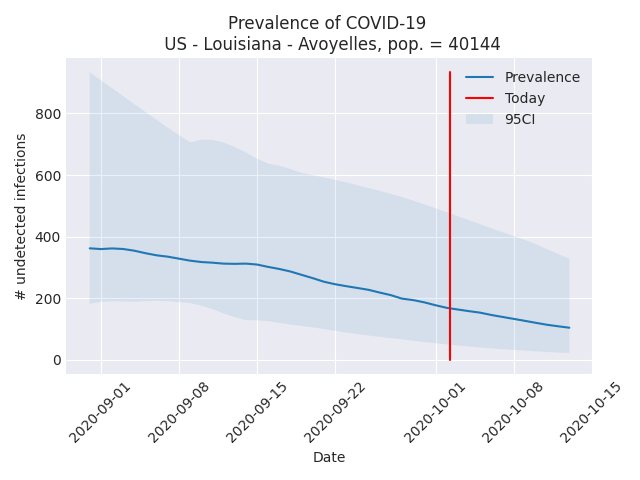 Prevalence of COVID-19
US - Louisiana - Avoyelles, pop. = 40144
Prevalence
Today
95CI
800
600
400
200
0
# undetected infections
2020-09-01
2020-09-08
2020-09-15
2020-09-22
2020-10-01
2020-10-08
2020-10-15
Date